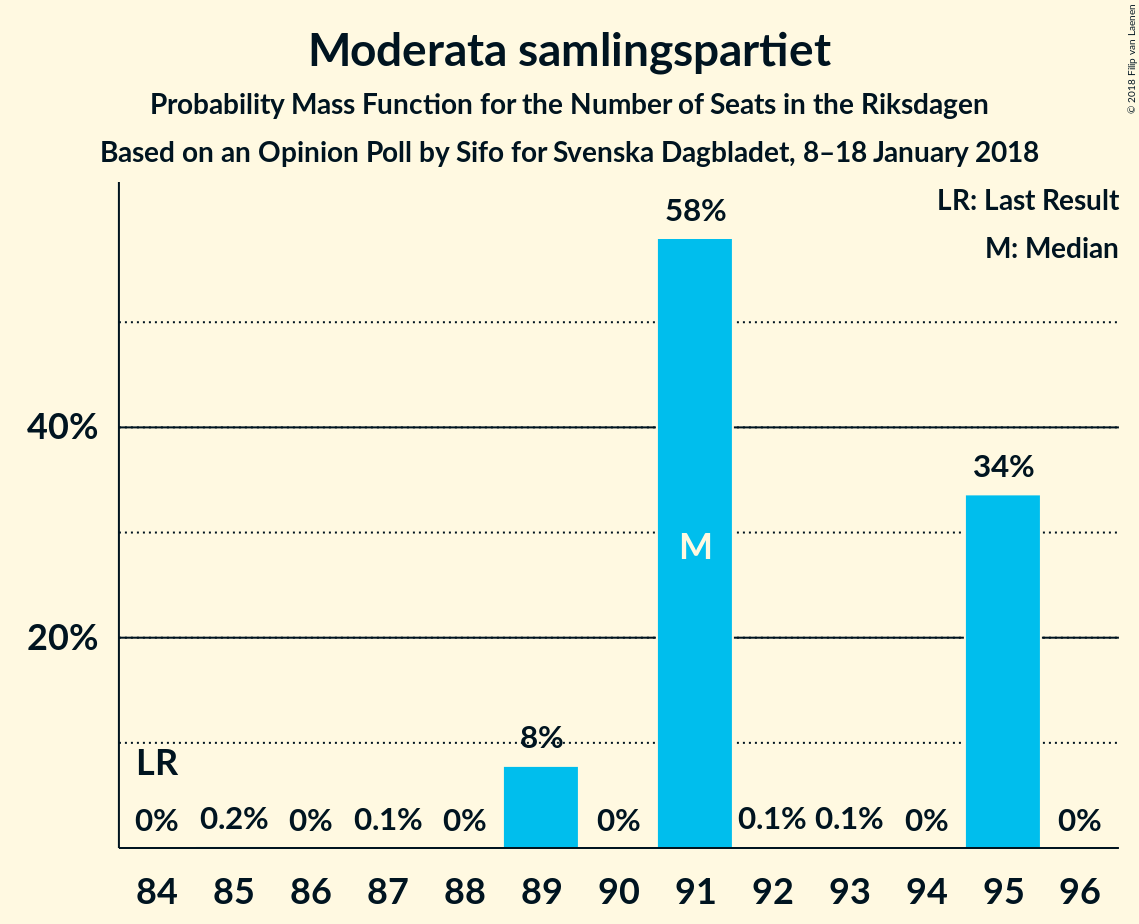 Moderata samlingspartiet
Probability Mass Function for the Number of Seats in the Riksdagen
Based on an Opinion Poll by Sifo for Svenska Dagbladet, 8–18 January 2018
© 2018 Filip van Laenen
LR: Last Result
M: Median
58%
40%
34%
M
20%
8%
LR
0% 0.2% 0% 0.1% 0% 0% 0.1% 0.1% 0% 0%
84 85 86 87 88 89 90 91 92 93 94 95 96